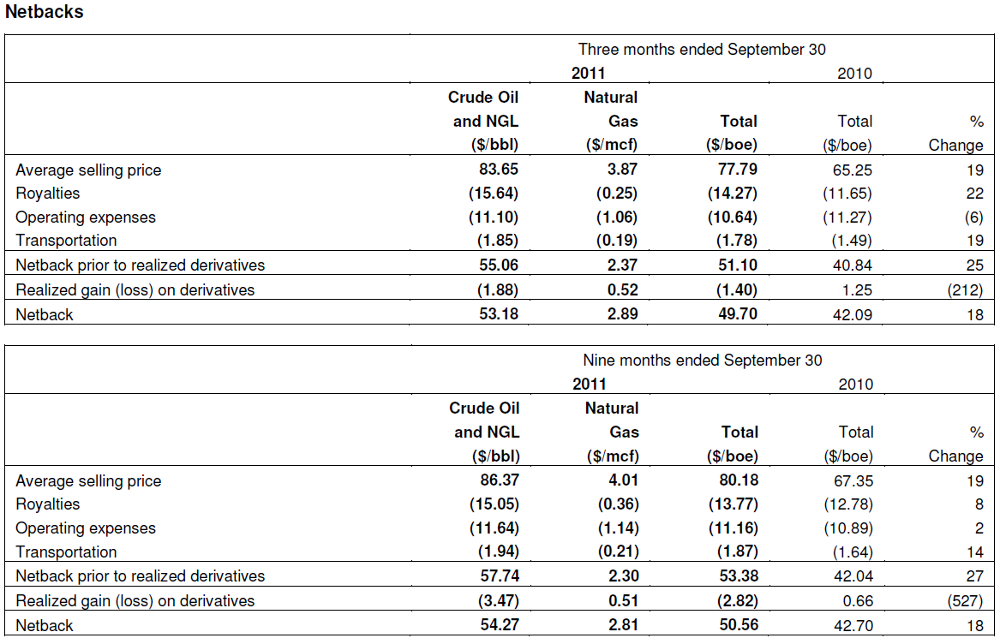 Netbacks
Three months ended September 30
2011 2010
Crude Oil Natural
and NGL Gas Total Total %
($/bbl) ($/mcf) ($/boe) ($/boe) Change
Average selling price 83.65 3.87 77.79 65.25 19
Royalties (15.64) (0.25) (14.27) (11.65) 22
Operating expenses (11.10) (1.06) (10.64) (11.27) (6)
Transportation (1.85) (0.19) (1.78) (1.49) 19
Netback prior to realized derivatives 55.06 2.37 51.10 40.84 25
Realized gain (loss) on derivatives (1.88) 0.52 (1.40) 1.25 (212)
Netback 53.18 2.89 49.70 42.09 18
Nine months ended September 30
2011 2010
Crude Oil Natural
and NGL Gas Total Total %
($/bbl) ($/mcf) ($/boe) ($/boe) Change
Average selling price 86.37 4.01 80.18 67.35 19
Royalties (15.05) (0.36) (13.77) (12.78) 8
Operating expenses (11.64) (1.14) (11.16) (10.89) 2
Transportation (1.94) (0.21) (1.87) (1.64) 14
Netback prior to realized derivatives 57.74 2.30 53.38 42.04 27
Realized gain (loss) on derivatives (3.47) 0.51 (2.82) 0.66 (527)
Netback 54.27 2.81 50.56 42.70 18